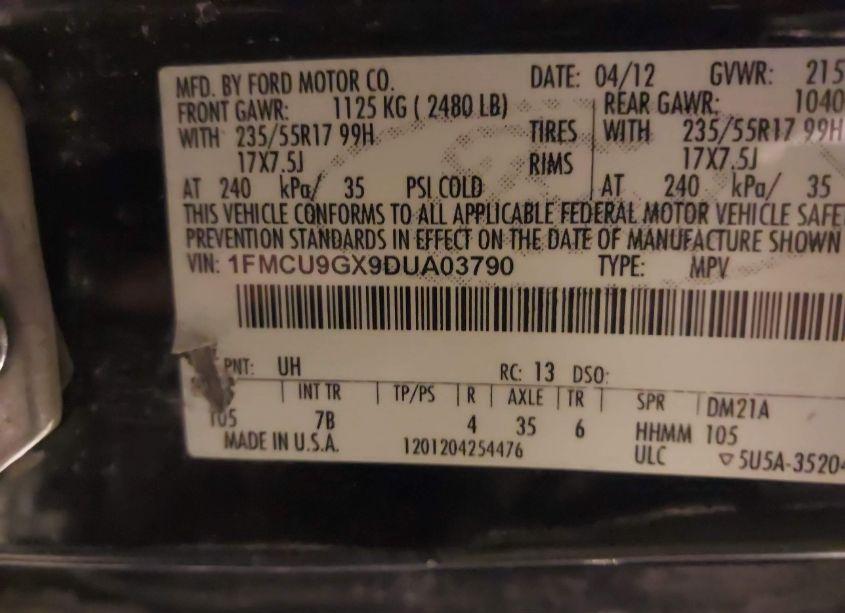 MFD. BY FORD MOTOR CO. DATE: 04/12 GVWR: 215
FRONT GAWR: 1125 KG ( 2480 LB) REAR GAWR: 1040
WITH 235/55R17 99H TIRES WITH 235/55R17 99H
17X7.5J RIMS 17X7.5J
AT 240 kPa/ 35 PSI COLD AT 240 kPa/ 35
THIS VEHICLE CONFORMS TO ALL APPLICABLE FEDERAL MOTOR VEHICLE SAFE
PREVENTION STANDARDS IN EFFECT ON THE DATE OF MANUFACTURE SHOWN
VIN: 1FMCU9GX9DUA03790 TYPE: MPV
PNT: UH RC: 13 DSO:
INT TR TP/PS R AXLE TR SPR DM21A
105 7B 4 35 6 HHMM 105
MADE IN U.S.A. 1201204254476 ULC ▽5U5A-35204